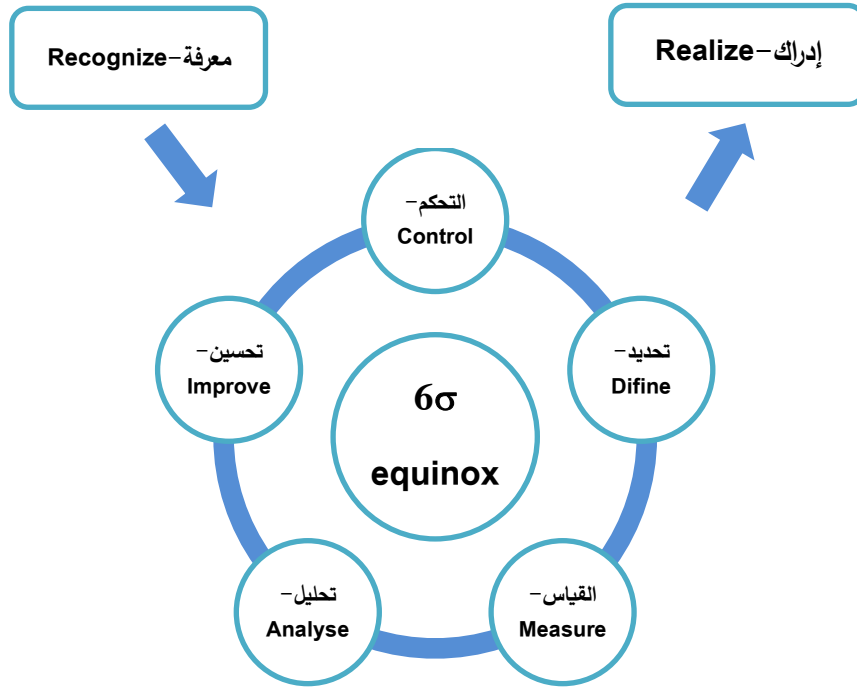 معرفة-Recognize
إدراك-Realize
التحكم-
Control
تحديد-
Difine
القياس-
Measure
تحليل-
Analyse
تحسين-
Improve
6σ
equinox